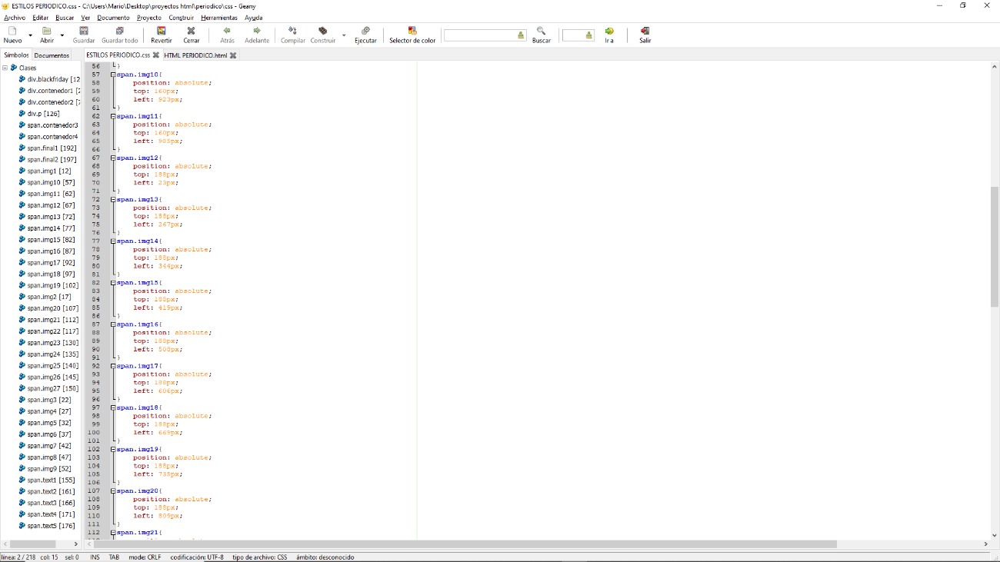 ESTILOS PERIODICO.css - C:\Users\Mario\Desktop\proyectos html\periodico\css - Geany
Archivo Editar Buscar Ver Documento Proyecto Construir Herramientas Ayuda
Nuevo Abrir Guardar Guardar todo Revertir Cerrar Atrás Adelante Compilar Construir Ejecutar Selector de color Buscar Ir a Salir
Símbolos Documentos
ESTILOS PERIODICO.css HTML PERIODICO.html
Clases
div.blackfriday [12
div.contenedor1 [2
div.contenedor2 [7
div.p [126]
span.contenedor3
span.contenedor4
span.final1 [192]
span.final2 [197]
span.img1 [12]
span.img10 [57]
span.img11 [62]
span.img12 [67]
span.img13 [72]
span.img14 [77]
span.img15 [82]
span.img16 [87]
span.img17 [92]
span.img18 [97]
span.img19 [102]
span.img2 [17]
span.img20 [107]
span.img21 [112]
span.img22 [117]
span.img23 [130]
span.img24 [135]
span.img25 [140]
span.img26 [145]
span.img27 [150]
span.img3 [22]
span.img4 [27]
span.img5 [32]
span.img6 [37]
span.img7 [42]
span.img8 [47]
span.img9 [52]
span.text1 [155]
span.text2 [161]
span.text3 [166]
span.text4 [171]
span.text5 [176]
56 }
57 span.img10{
58 position: absolute;
59 top: 160px;
60 left: 923px;
61 }
62 span.img11{
63 position: absolute;
64 top: 160px;
65 left: 985px;
66 }
67 span.img12{
68 position: absolute;
69 top: 188px;
70 left: 23px;
71 }
72 span.img13{
73 position: absolute;
74 top: 188px;
75 left: 267px;
76 }
77 span.img14{
78 position: absolute;
79 top: 188px;
80 left: 344px;
81 }
82 span.img15{
83 position: absolute;
84 top: 188px;
85 left: 419px;
86 }
87 span.img16{
88 position: absolute;
89 top: 188px;
90 left: 508px;
91 }
92 span.img17{
93 position: absolute;
94 top: 188px;
95 left: 606px;
96 }
97 span.img18{
98 position: absolute;
99 top: 188px;
100 left: 669px;
101 }
102 span.img19{
103 position: absolute;
104 top: 188px;
105 left: 735px;
106 }
107 span.img20{
108 position: absolute;
109 top: 188px;
110 left: 809px;
111 }
112 span.img21{
línea: 2 / 218 col: 15 sel: 0 INS TAB mode: CRLF codificación: UTF-8 tipo de archivo: CSS ámbito: desconocido